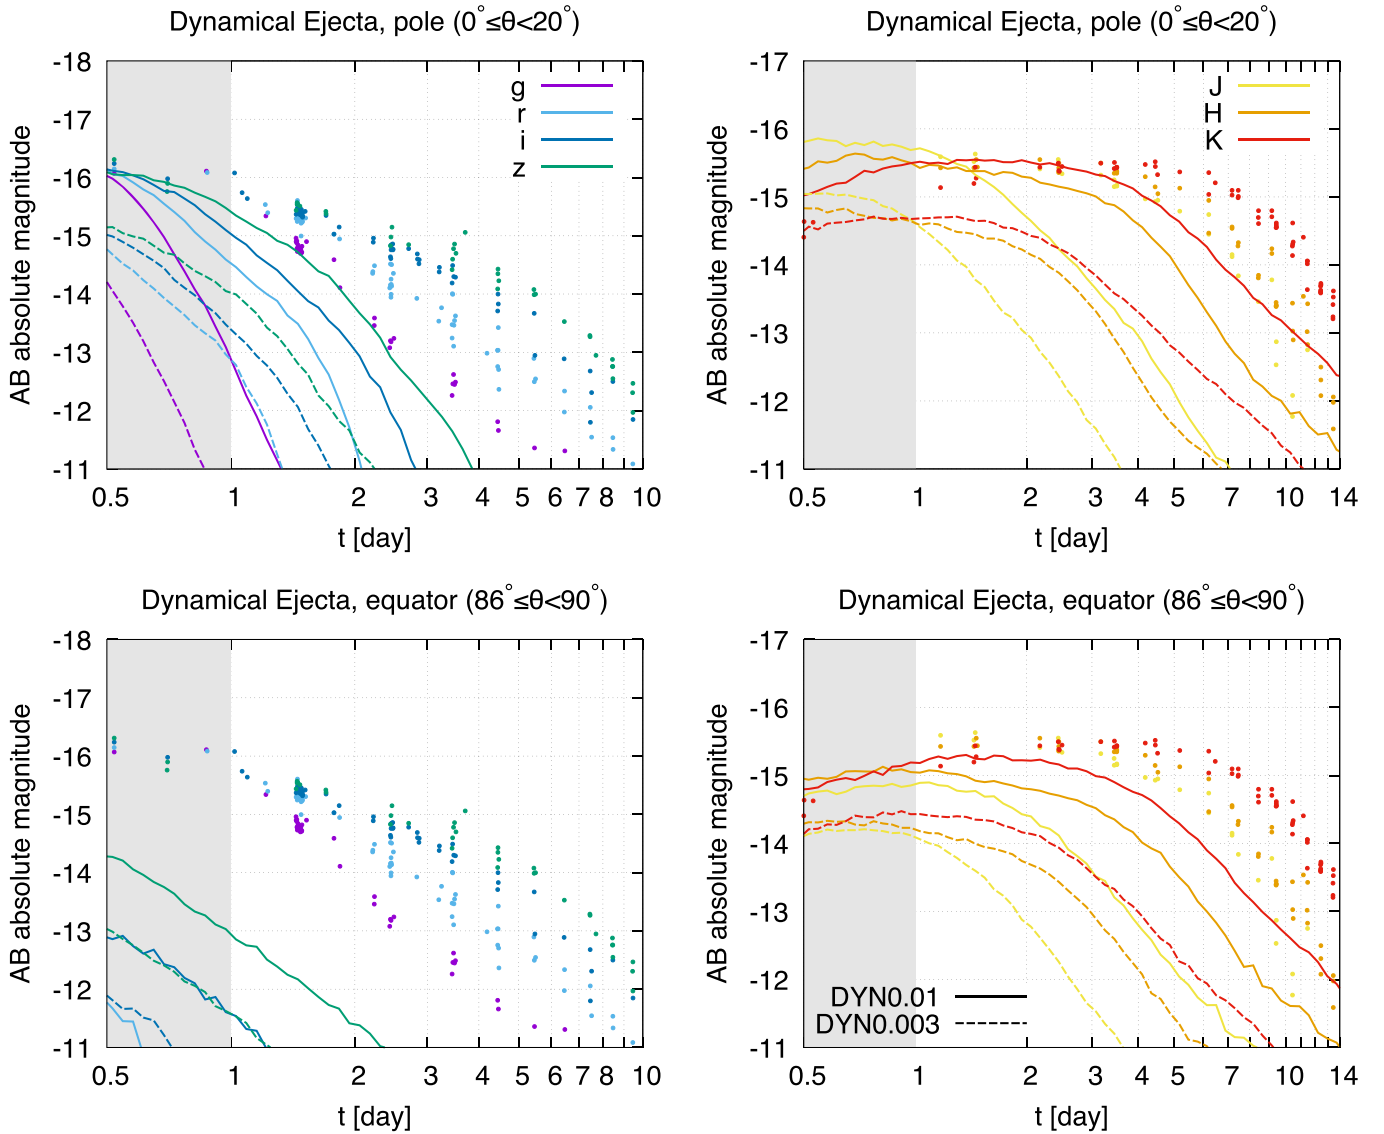 Dynamical Ejecta, pole (0°≤θ<20°)
-18
-17
-16
-15
-14
-13
-12
-11
AB absolute magnitude
g
r
i
z
0.5 1 2 3 4 5 6 7 8 10
t [day]
Dynamical Ejecta, pole (0°≤θ<20°)
-17
-16
-15
-14
-13
-12
-11
AB absolute magnitude
J
H
K
0.5 1 2 3 4 5 7 10 14
t [day]
Dynamical Ejecta, equator (86°≤θ<90°)
-18
-17
-16
-15
-14
-13
-12
-11
AB absolute magnitude
0.5 1 2 3 4 5 6 7 8 10
t [day]
Dynamical Ejecta, equator (86°≤θ<90°)
-17
-16
-15
-14
-13
-12
-11
AB absolute magnitude
DYN0.01
DYN0.003
0.5 1 2 3 4 5 7 10 14
t [day]